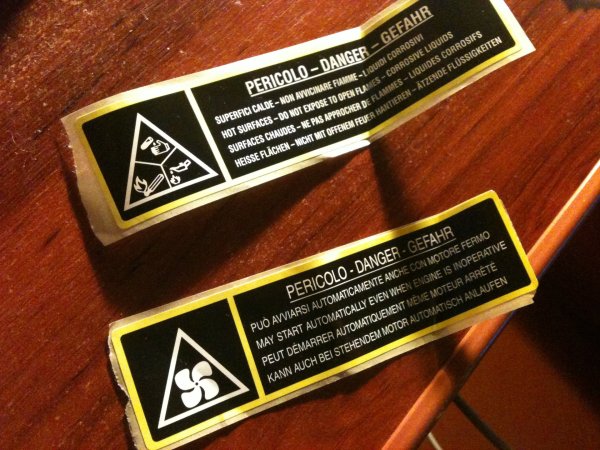 PERICOLO – DANGER – GEFAHR
SUPERFICI CALDE – NON AVVICINARE FIAMME – LIQUIDI CORROSIVI
HOT SURFACES – DO NOT EXPOSE TO OPEN FLAMES – CORROSIVE LIQUIDS
SURFACES CHAUDES – NE PAS APPROCHER DE FLAMMES – LIQUIDES CORROSIFS
HEISSE FLÄCHEN – NICHT MIT OFFENEM FEUER HANTIEREN – ÄTZENDE FLÜSSIGKEITEN
PERICOLO - DANGER - GEFAHR
PUÒ AVVIARSI AUTOMATICAMENTE ANCHE CON MOTORE FERMO
MAY START AUTOMATICALLY EVEN WHEN ENGINE IS INOPERATIVE
PEUT DÉMARRER AUTOMATIQUEMENT MÊME MOTEUR ARRÊTÉ
KANN AUCH BEI STEHENDEM MOTOR AUTOMATISCH ANLAUFEN